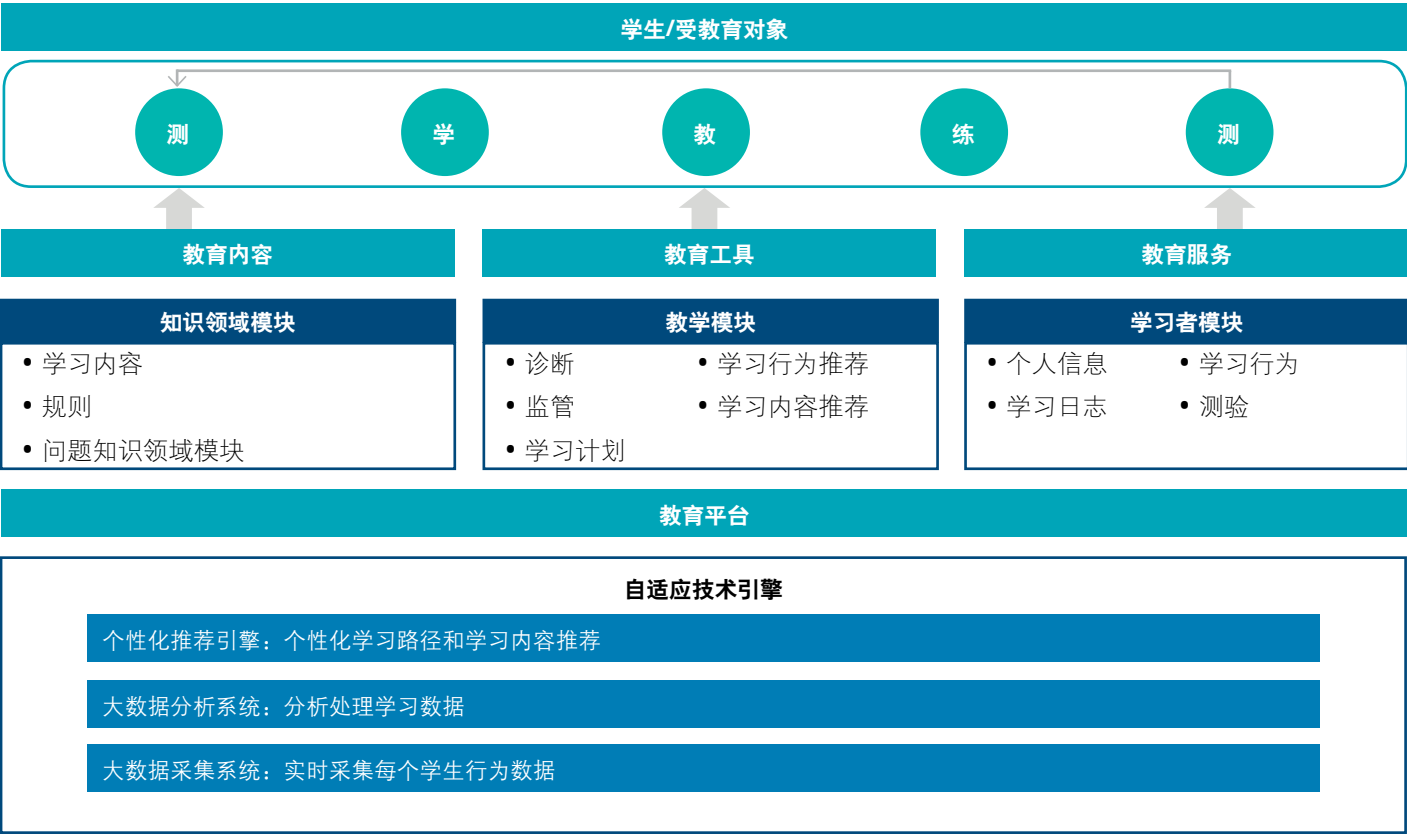 学生/受教育对象
测 学 教 练 测
教育内容 教育工具 教育服务
知识领域模块 教学模块 学习者模块
• 学习内容
• 规则
• 问题知识领域模块
• 诊断 • 学习行为推荐
• 监管 • 学习内容推荐
• 学习计划
• 个人信息 • 学习行为
• 学习日志 • 测验
教育平台
自适应技术引擎
个性化推荐引擎：个性化学习路径和学习内容推荐
大数据分析系统：分析处理学习数据
大数据采集系统：实时采集每个学生行为数据